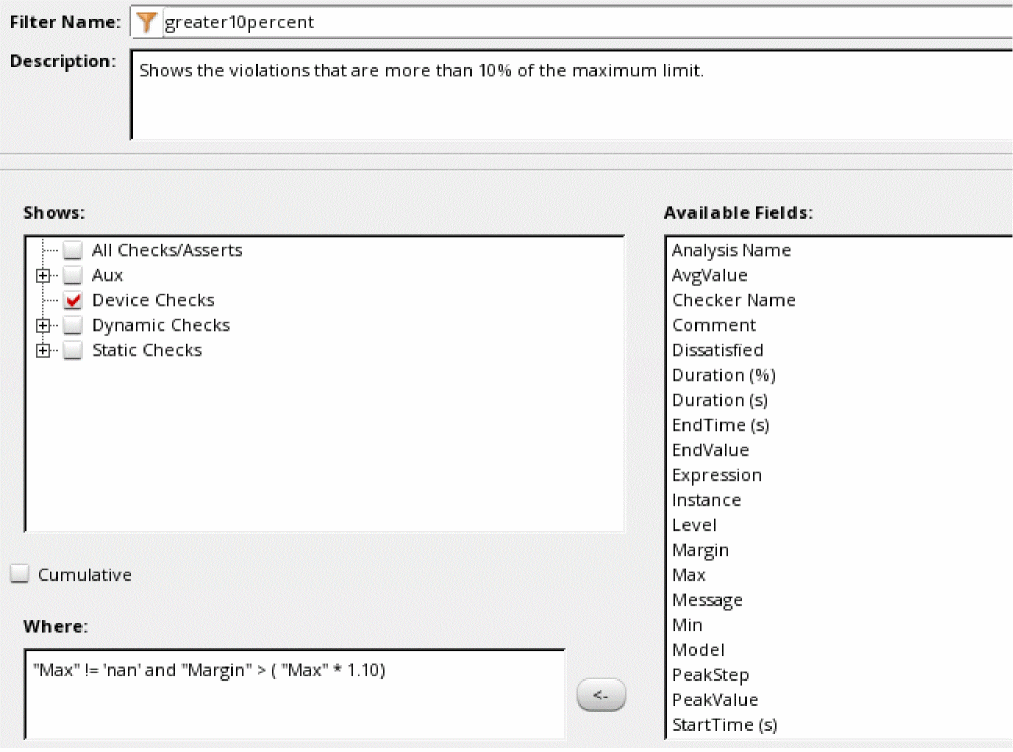 Filter Name: greater10percent
Description: Shows the violations that are more than 10% of the maximum limit.
Shows:
All Checks/Asserts
Aux
Device Checks
Dynamic Checks
Static Checks
Cumulative
Where:
"Max" != 'nan' and "Margin" > ( "Max" * 1.10)
<-
Available Fields:
Analysis Name
AvgValue
Checker Name
Comment
Dissatisfied
Duration (%)
Duration (s)
EndTime (s)
EndValue
Expression
Instance
Level
Margin
Max
Message
Min
Model
PeakStep
PeakValue
StartTime (s)